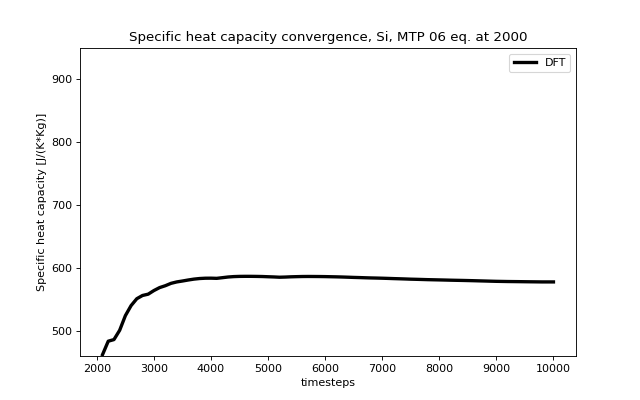 Specific heat capacity convergence, Si, MTP 06 eq. at 2000
DFT
Specific heat capacity [J/(K*Kg)]
900
800
700
600
500
2000 3000 4000 5000 6000 7000 8000 9000 10000
timesteps